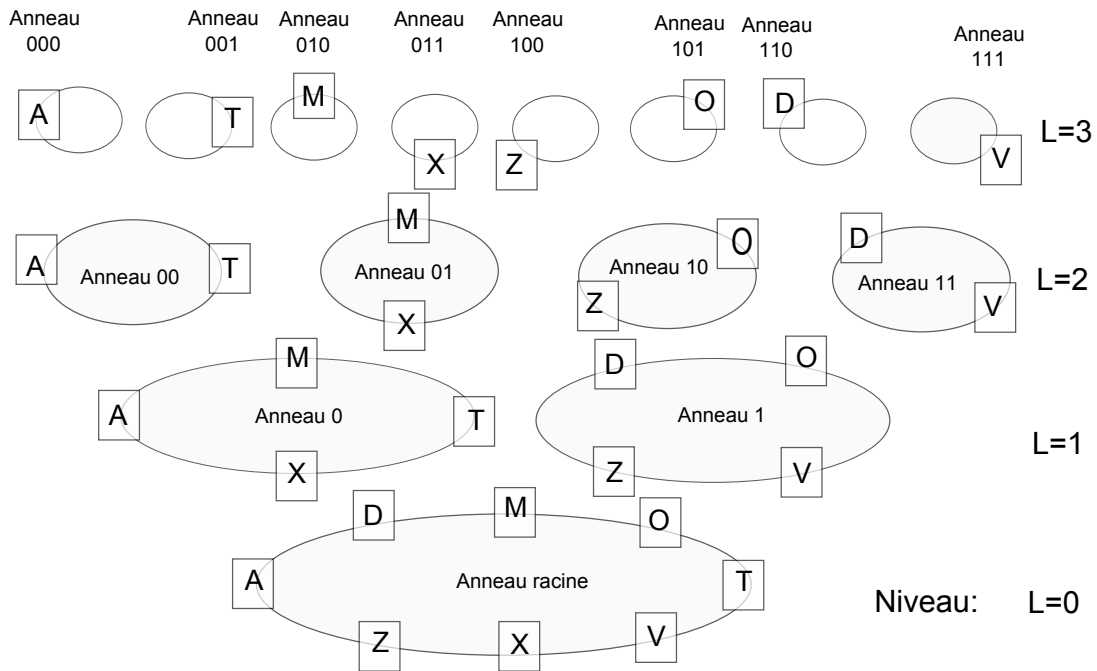 Anneau 000
Anneau 001
Anneau 010
Anneau 011
Anneau 100
Anneau 101
Anneau 110
Anneau 111
A T M X Z O D V L=3
A Anneau 00 T M Anneau 01 X Z Anneau 10 O D Anneau 11 V L=2
M D O
A Anneau 0 T Anneau 1 L=1
X Z V
D M O
A Anneau racine T Niveau: L=0
Z X V